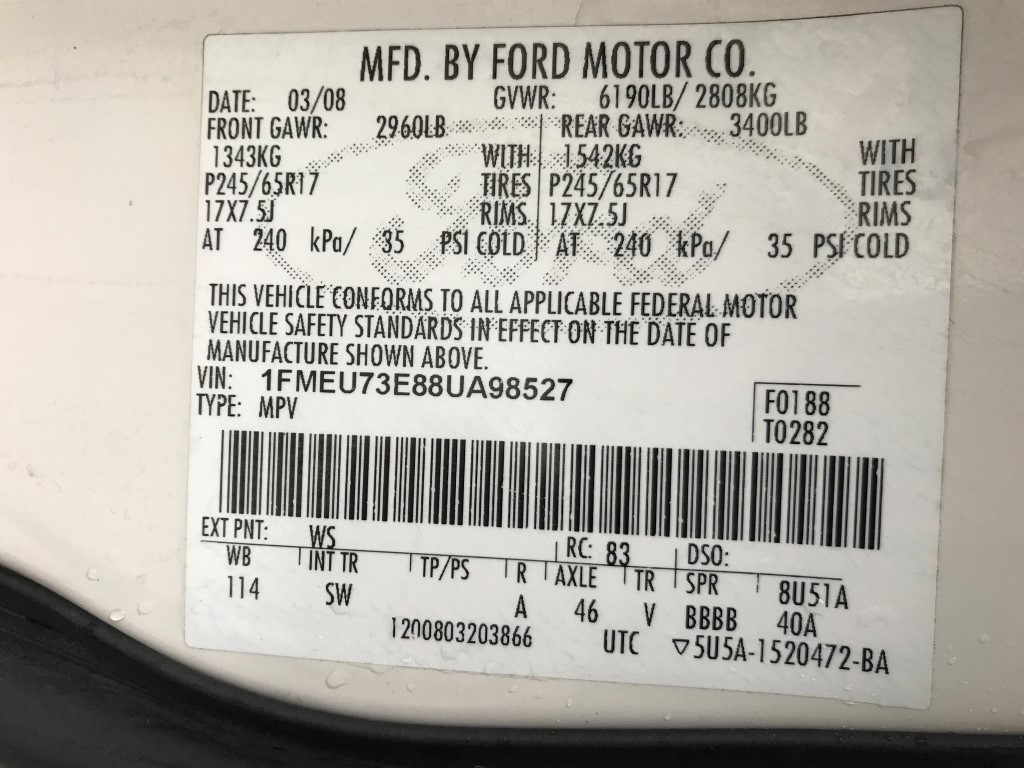 MFD. BY FORD MOTOR CO.
DATE: 03/08 GVWR: 6190LB/ 2808KG
FRONT GAWR: 2960LB REAR GAWR: 3400LB
1343KG WITH 1542KG WITH
P245/65R17 TIRES P245/65R17 TIRES
17X7.5J RIMS 17X7.5J RIMS
AT 240 kPa/ 35 PSI COLD AT 240 kPa/ 35 PSI COLD
Ford
THIS VEHICLE CONFORMS TO ALL APPLICABLE FEDERAL MOTOR
VEHICLE SAFETY STANDARDS IN EFFECT ON THE DATE OF
MANUFACTURE SHOWN ABOVE.
VIN: 1FMEU73E88UA98527
TYPE: MPV
F0188
T0282
EXT PNT: WS RC: 83 DSO:
WB INT TR TP/PS R AXLE TR SPR 8U51A
114 SW A 46 V BBBB 40A
1200803203866 UTC ▽5U5A-1520472-BA